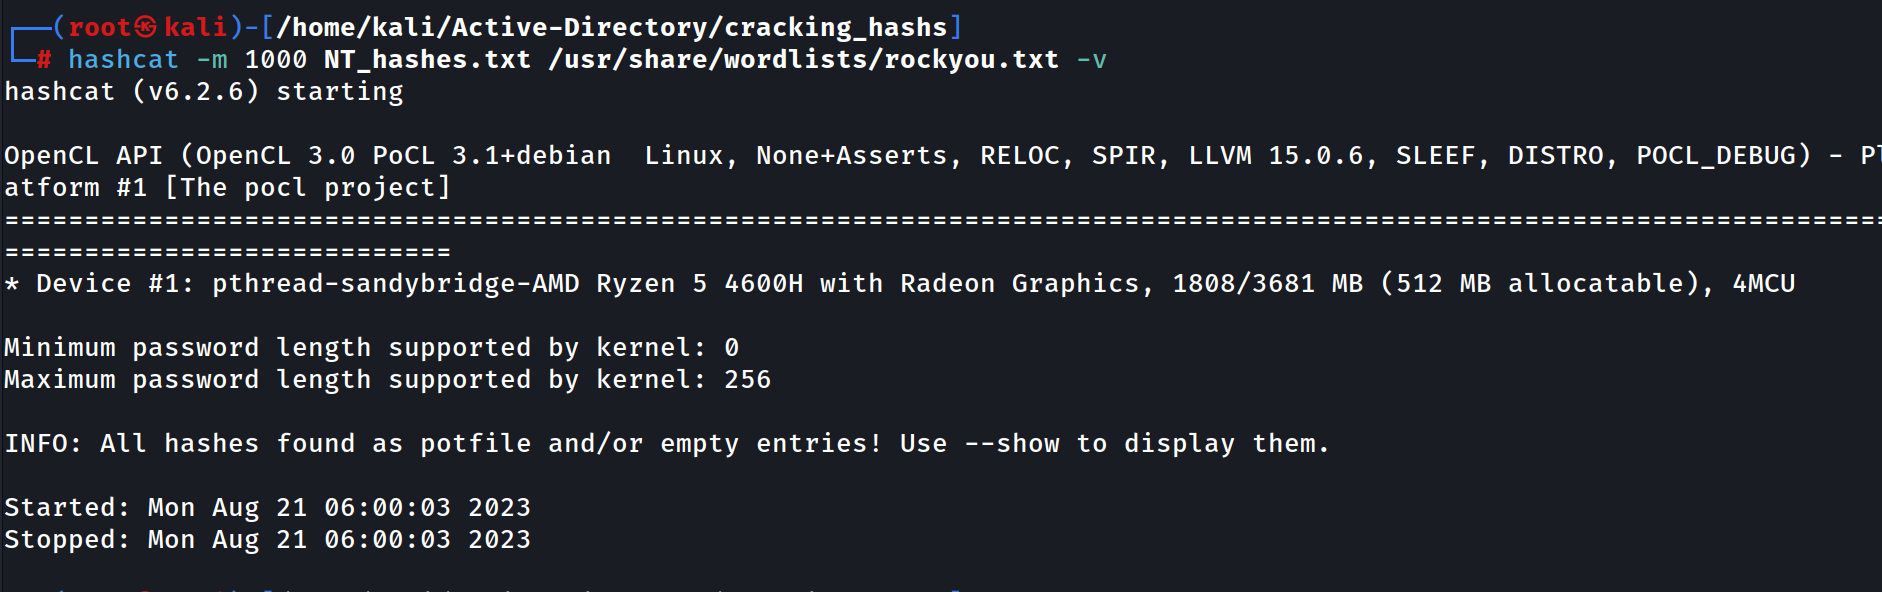 ┌──(root㉿kali)-[/home/kali/Active-Directory/cracking_hashs]
└─# hashcat -m 1000 NT_hashes.txt /usr/share/wordlists/rockyou.txt -v
hashcat (v6.2.6) starting

OpenCL API (OpenCL 3.0 PoCL 3.1+debian  Linux, None+Asserts, RELOC, SPIR, LLVM 15.0.6, SLEEF, DISTRO, POCL_DEBUG) - Pl
atform #1 [The pocl project]
======================================================================================================================
============================
* Device #1: pthread-sandybridge-AMD Ryzen 5 4600H with Radeon Graphics, 1808/3681 MB (512 MB allocatable), 4MCU

Minimum password length supported by kernel: 0
Maximum password length supported by kernel: 256

INFO: All hashes found as potfile and/or empty entries! Use --show to display them.

Started: Mon Aug 21 06:00:03 2023
Stopped: Mon Aug 21 06:00:03 2023